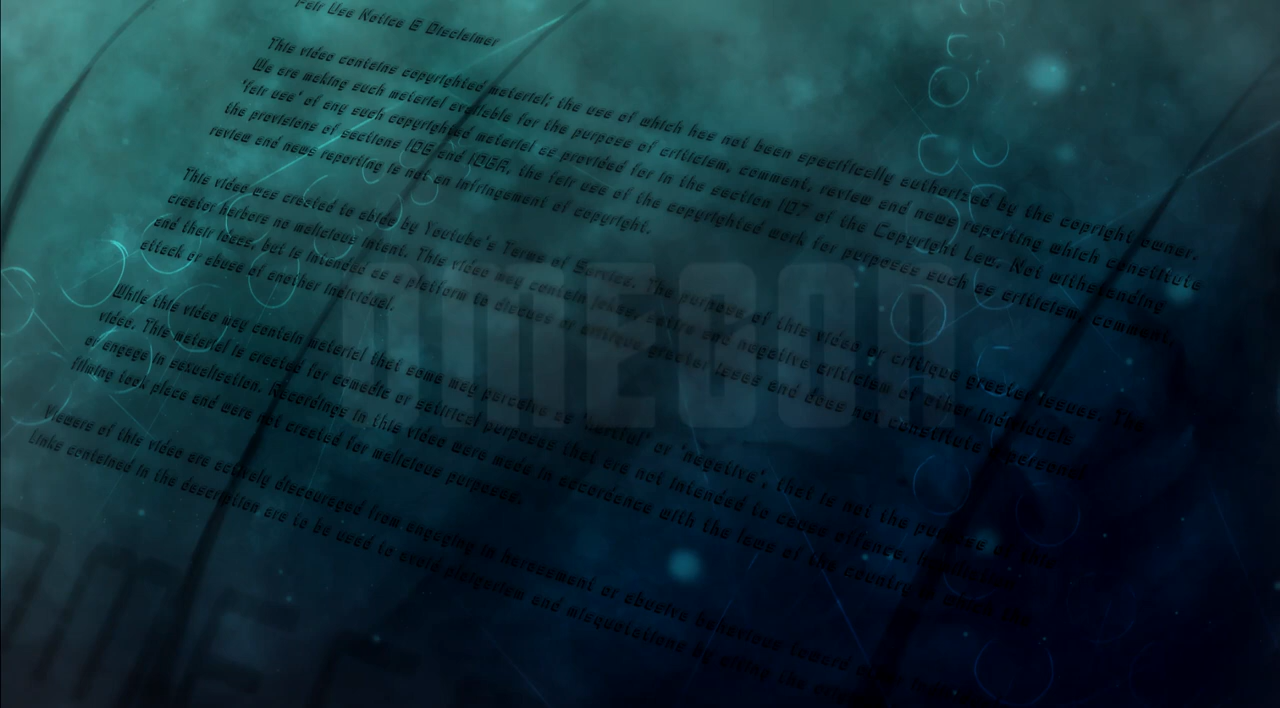 Fair Use Notice & Disclaimer
This video contains copyrighted material; the use of which has not been specifically authorised by the copyright owner.
We are making such material available for the purpose of criticism, comment, review and news reporting which constitute
'fair use' of any such copyrighted material as provided for in the section 107 of the Copyright Law. Not withstanding
the provisions of sections 106 and 106A, the fair use of the copyrighted work for purposes such as criticism, comment,
review and news reporting is not an infringement of copyright.
This video was created to abide by Youtube's Terms of Service. The purpose of this video is critique greater issues. The
creator harbors no malicious intent. This video may contain jokes, satire and negative criticism of other individuals
and their ideas, but is intended as a platform to discuss or critique greater issues and does not constitute a personal
attack or abuse of another individual.
While this video may contain material that some may perceive as 'hateful' or 'negative', that is not the purpose of this
video. This material is created for comedic or satirical purposes that are not intended to cause offence,
or engage in sexualisation. Recordings in this video were made in accordance with the laws of the country in which the
filming took place and were not created for malicious purposes.
Viewers of this video are actively discouraged from engaging in harassment or abusive behaviour toward
Links contained in the description are to be used to avoid plagarism and misquotations by citing the
OMEGON